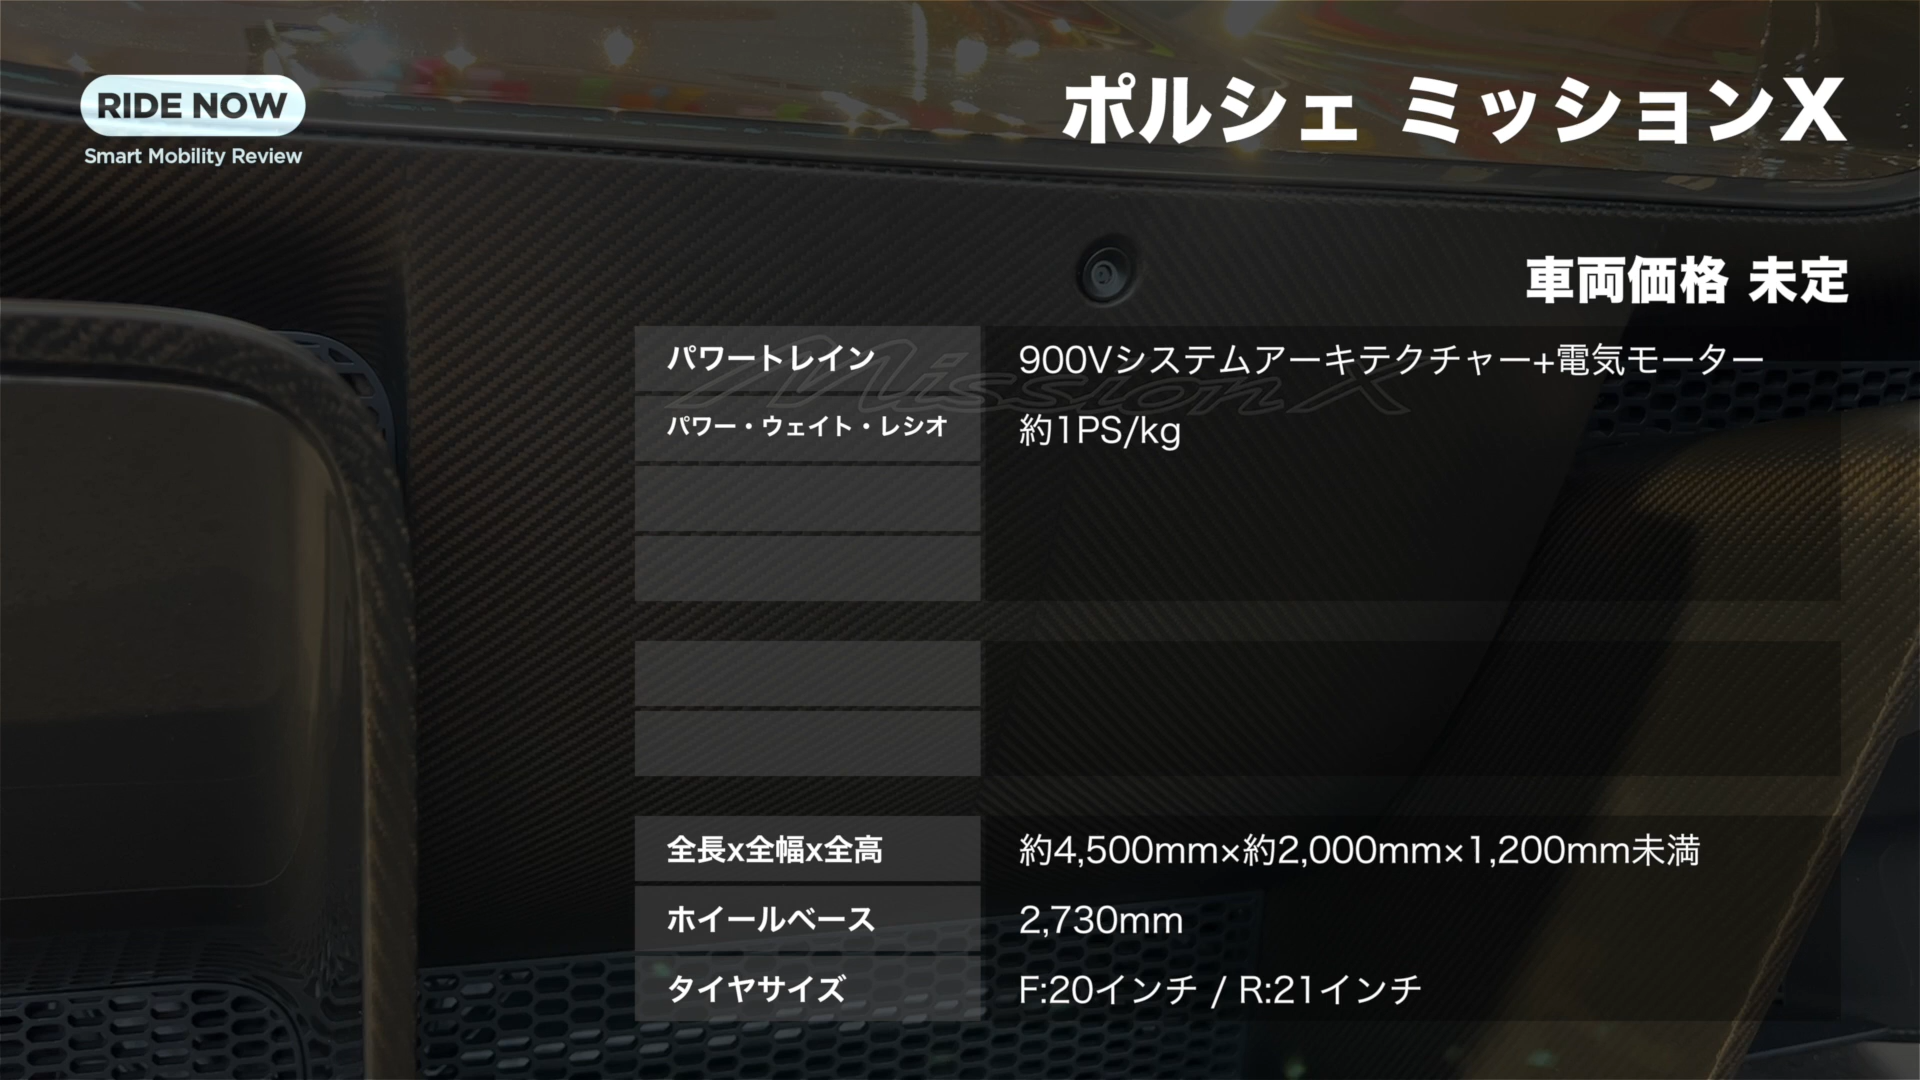 RIDE NOW
Smart Mobility Review
ポルシェ ミッションX
車両価格 未定
パワートレイン 900Vシステムアーキテクチャー+電気モーター
Mission X
パワー・ウェイト・レシオ 約1PS/kg
全長x全幅x全高 約4,500mm×約2,000mm×1,200mm未満
ホイールベース 2,730mm
タイヤサイズ F:20インチ / R:21インチ